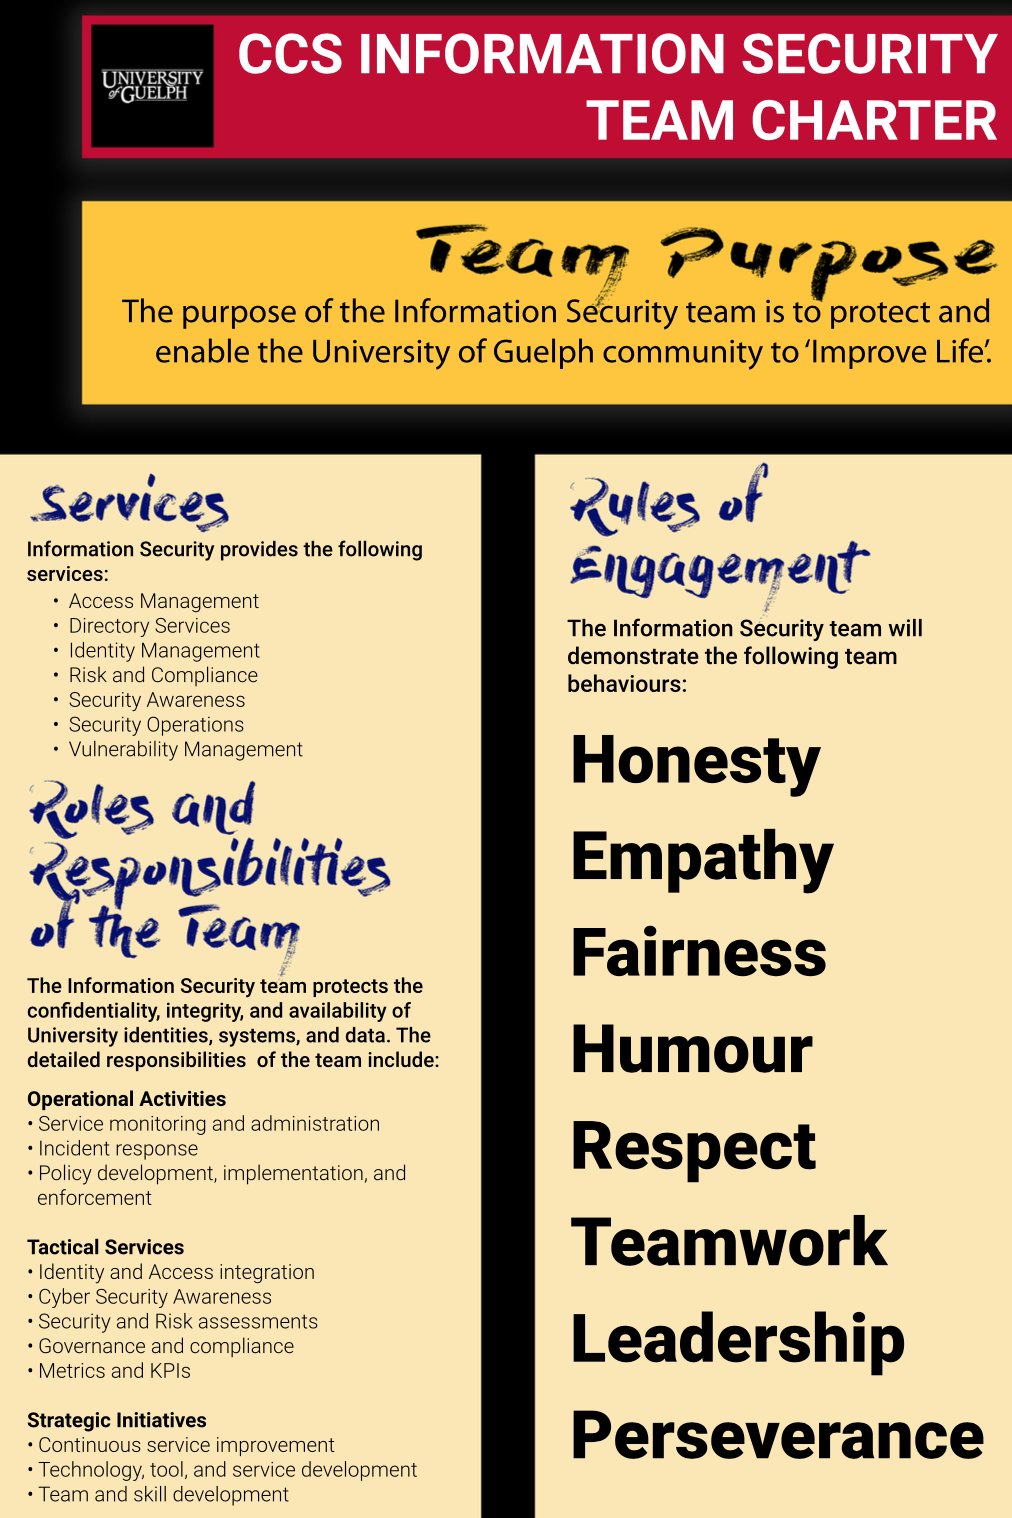 UNIVERSITY
of GUELPH
CCS INFORMATION SECURITY
TEAM CHARTER
Team Purpose
The purpose of the Information Security team is to protect and
enable the University of Guelph community to ‘Improve Life’.
Services
Information Security provides the following
services:
• Access Management
• Directory Services
• Identity Management
• Risk and Compliance
• Security Awareness
• Security Operations
• Vulnerability Management
Roles and
Responsibilities
of the Team
The Information Security team protects the
confidentiality, integrity, and availability of
University identities, systems, and data. The
detailed responsibilities of the team include:
Operational Activities
• Service monitoring and administration
• Incident response
• Policy development, implementation, and
enforcement
Tactical Services
• Identity and Access integration
• Cyber Security Awareness
• Security and Risk assessments
• Governance and compliance
• Metrics and KPIs
Strategic Initiatives
• Continuous service improvement
• Technology, tool, and service development
• Team and skill development
Rules of
Engagement
The Information Security team will
demonstrate the following team
behaviours:
Honesty
Empathy
Fairness
Humour
Respect
Teamwork
Leadership
Perseverance